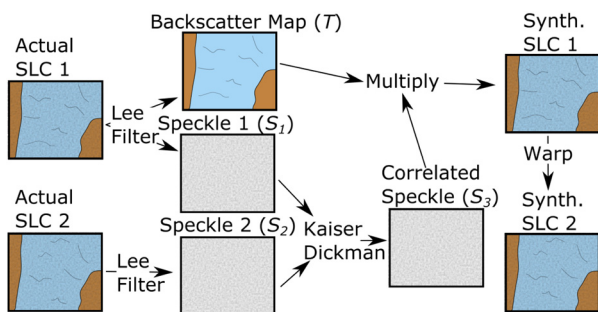 Actual
SLC 1
Backscatter Map (T)
Synth.
SLC 1
Multiply
Lee
Filter
Speckle 1 (S₁)
Correlated
Speckle (S₃)
Warp
Actual
SLC 2
Speckle 2 (S₂)
Kaiser
Dickman
Synth.
SLC 2
Lee
Filter